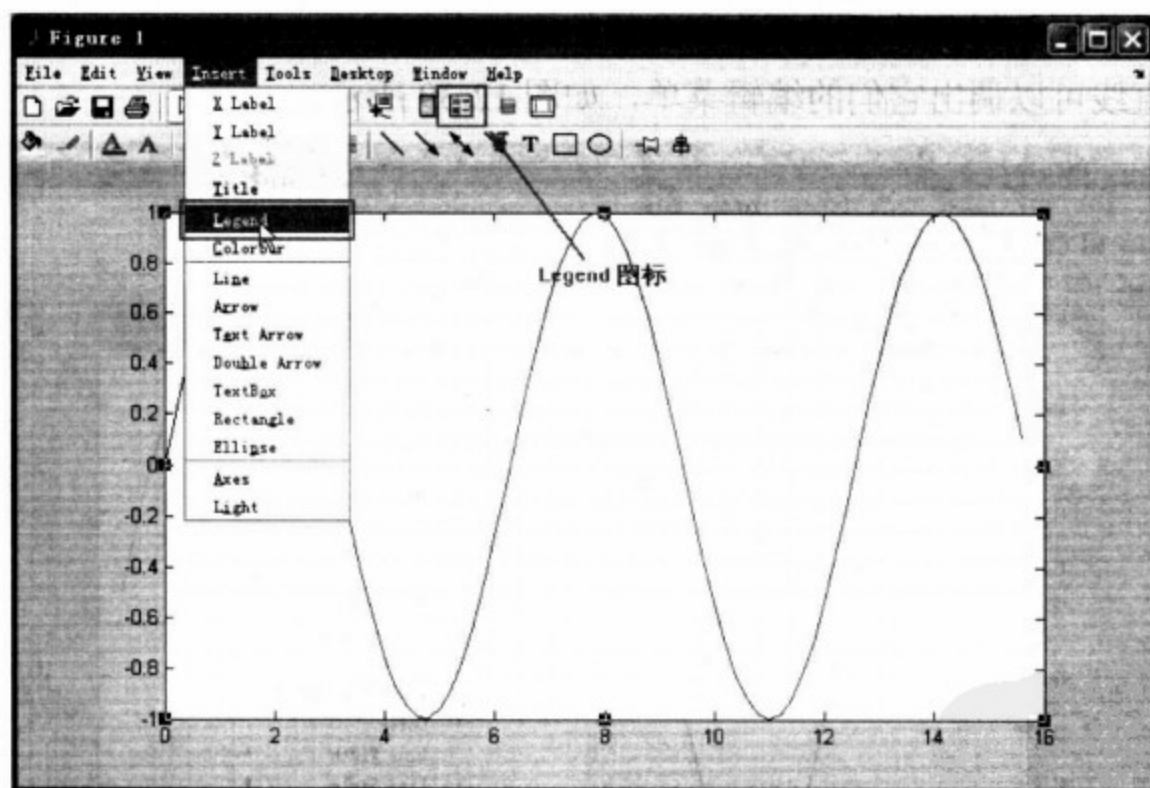 Figure 1
File Edit View Insert Tools Desktop Window Help
X Label
Y Label
Z Label
Title
Legend
Colorbar
Line
Arrow
Text Arrow
Double Arrow
TextBox
Rectangle
Ellipse
Axes
Light
T
Legend 图标
1
0.8
0.6
0.4
0.2
0
-0.2
-0.4
-0.6
-0.8
-1
0 2 4 6 8 10 12 14 16